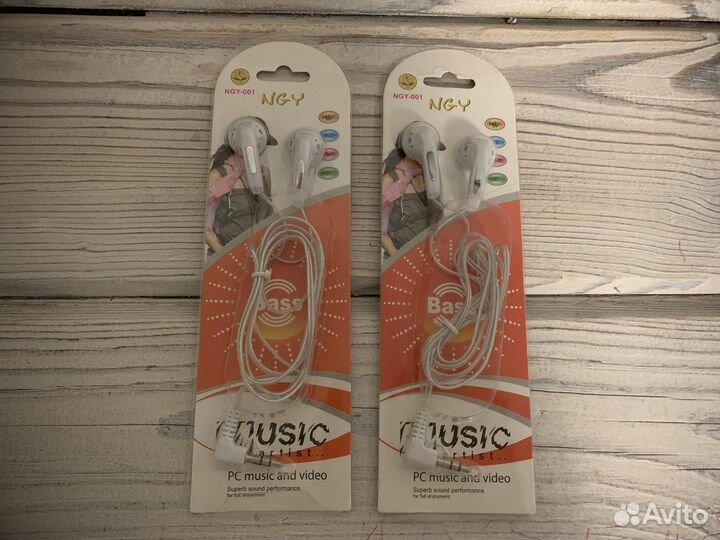 NGY-001
NGY
Bass
MUSIC
artist..
PC music and video
Superb sound performance
for full enjoyment
NGY-001
NGY
Bass
MUSIC
artist..
PC music and video
Superb sound performance
for full enjoyment
Avito